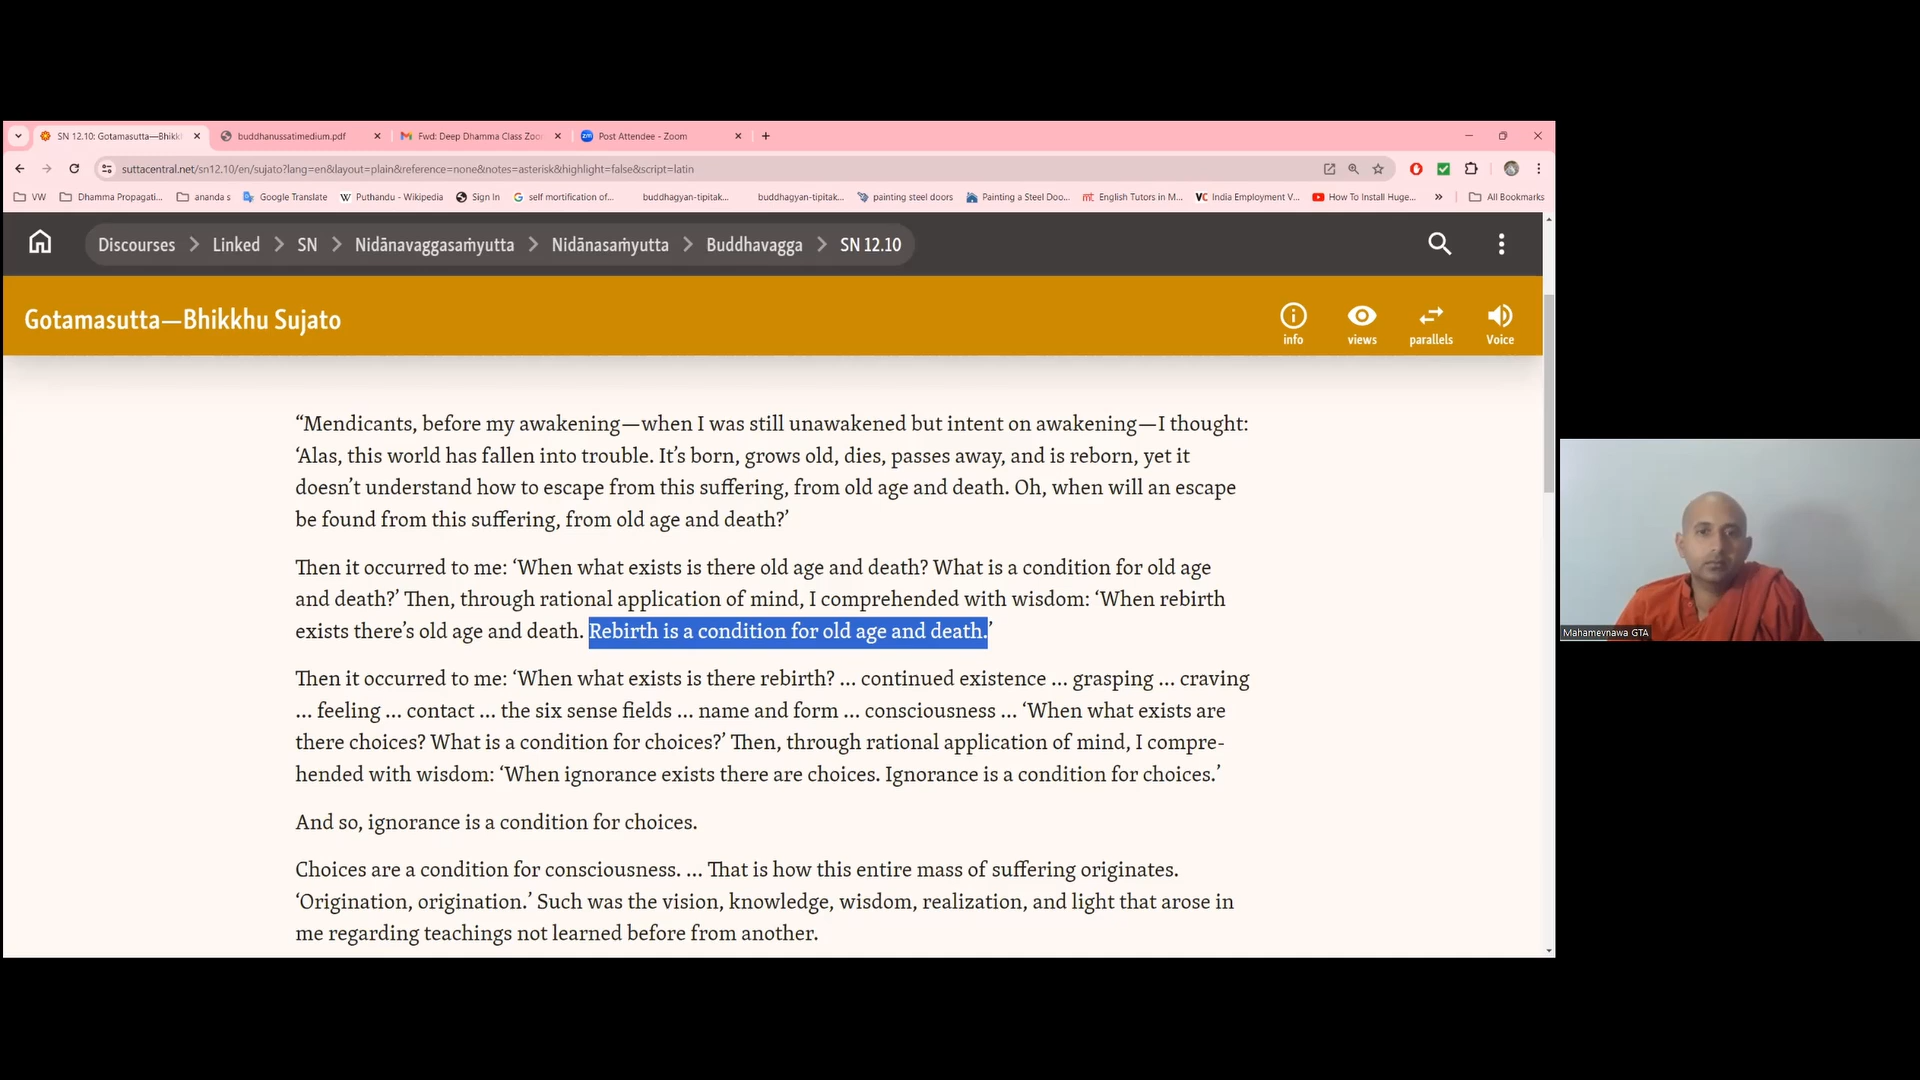 SN 12.10: Gotamasutta—Bhikkh
buddhanussatimedium.pdf
Fwd: Deep Dhamma Class Zoo
Post Attendee - Zoom
suttacentral.net/sn12.10/en/sujato?lang=en&layout=plain&reference=none&notes=asterisk&highlight=false&script=latin
VW
Dhamma Propagati...
ananda s
Google Translate
Puthandu - Wikipedia
Sign In
self mortification of...
buddhagyan-tipitak...
buddhagyan-tipitak...
painting steel doors
Painting a Steel Doo...
English Tutors in M...
India Employment V...
How To Install Huge...
»
All Bookmarks
Discourses > Linked > SN > Nidānavaggasaṁyutta > Nidānasaṁyutta > Buddhavagga > SN 12.10
Gotamasutta—Bhikkhu Sujato
info
views
parallels
Voice
“Mendicants, before my awakening—when I was still unawakened but intent on awakening—I thought:
‘Alas, this world has fallen into trouble. It’s born, grows old, dies, passes away, and is reborn, yet it
doesn’t understand how to escape from this suffering, from old age and death. Oh, when will an escape
be found from this suffering, from old age and death?’
Then it occurred to me: ‘When what exists is there old age and death? What is a condition for old age
and death?’ Then, through rational application of mind, I comprehended with wisdom: ‘When rebirth
exists there’s old age and death. Rebirth is a condition for old age and death.’
Then it occurred to me: ‘When what exists is there rebirth? … continued existence … grasping … craving
… feeling … contact … the six sense fields … name and form … consciousness … ‘When what exists are
there choices? What is a condition for choices?’ Then, through rational application of mind, I compre-
hended with wisdom: ‘When ignorance exists there are choices. Ignorance is a condition for choices.’
And so, ignorance is a condition for choices.
Choices are a condition for consciousness. … That is how this entire mass of suffering originates.
‘Origination, origination.’ Such was the vision, knowledge, wisdom, realization, and light that arose in
me regarding teachings not learned before from another.
Mahamevnawa GTA